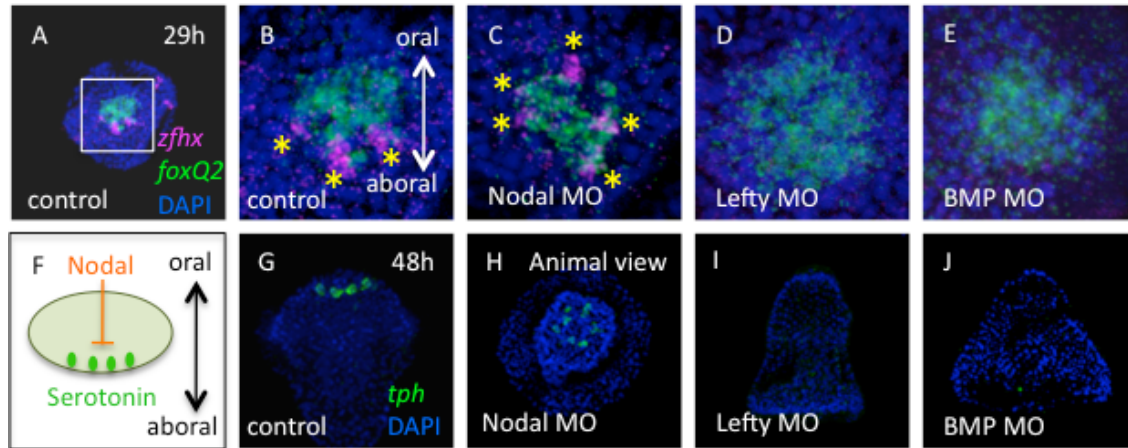 A 29h
zfhx
foxQ2
control DAPI
B oral
control aboral
C
Nodal MO
D
Lefty MO
E
BMP MO
F Nodal oral
Serotonin
aboral
G 48h
tph
control DAPI
H Animal view
Nodal MO
I
Lefty MO
J
BMP MO